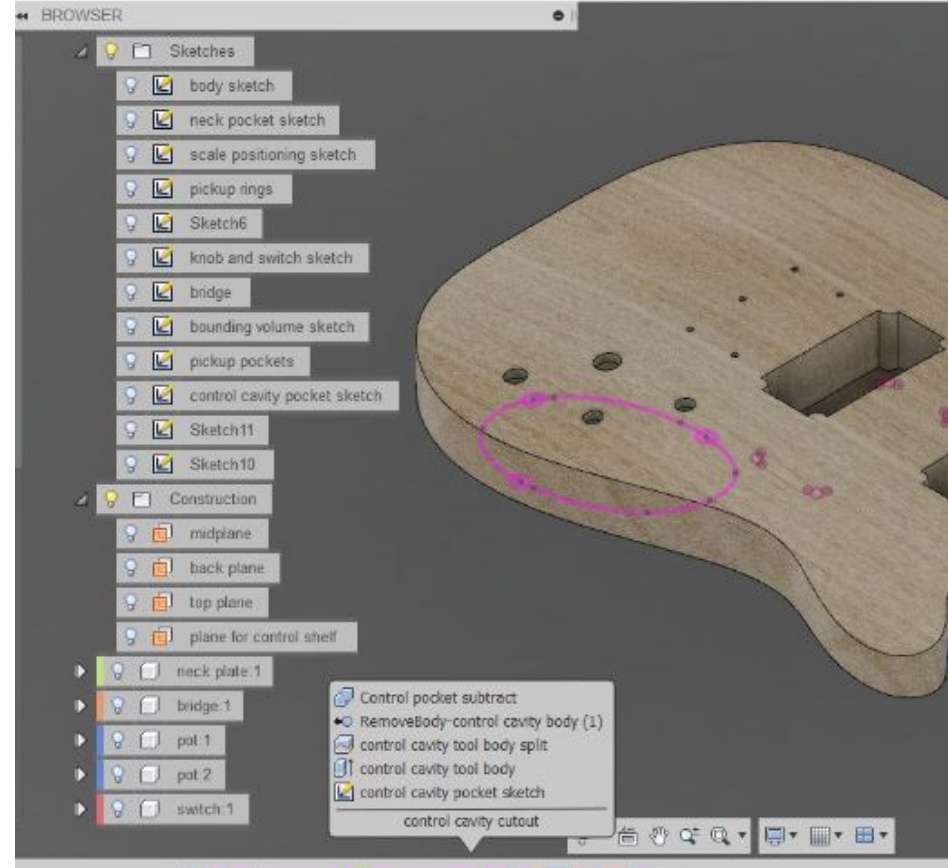 BROWSER
Sketches
body sketch
neck pocket sketch
scale positioning sketch
pickup rings
Sketch6
knob and switch sketch
bridge
bounding volume sketch
pickup pockets
control cavity pocket sketch
Sketch11
Sketch10
Construction
midplane
back plane
top plane
plane for control shelf
neck plate:1
bridge:1
pot:1
pot:2
switch:1
Control pocket subtract
RemoveBody-control cavity body (1)
control cavity tool body split
control cavity tool body
control cavity pocket sketch
control cavity cutout